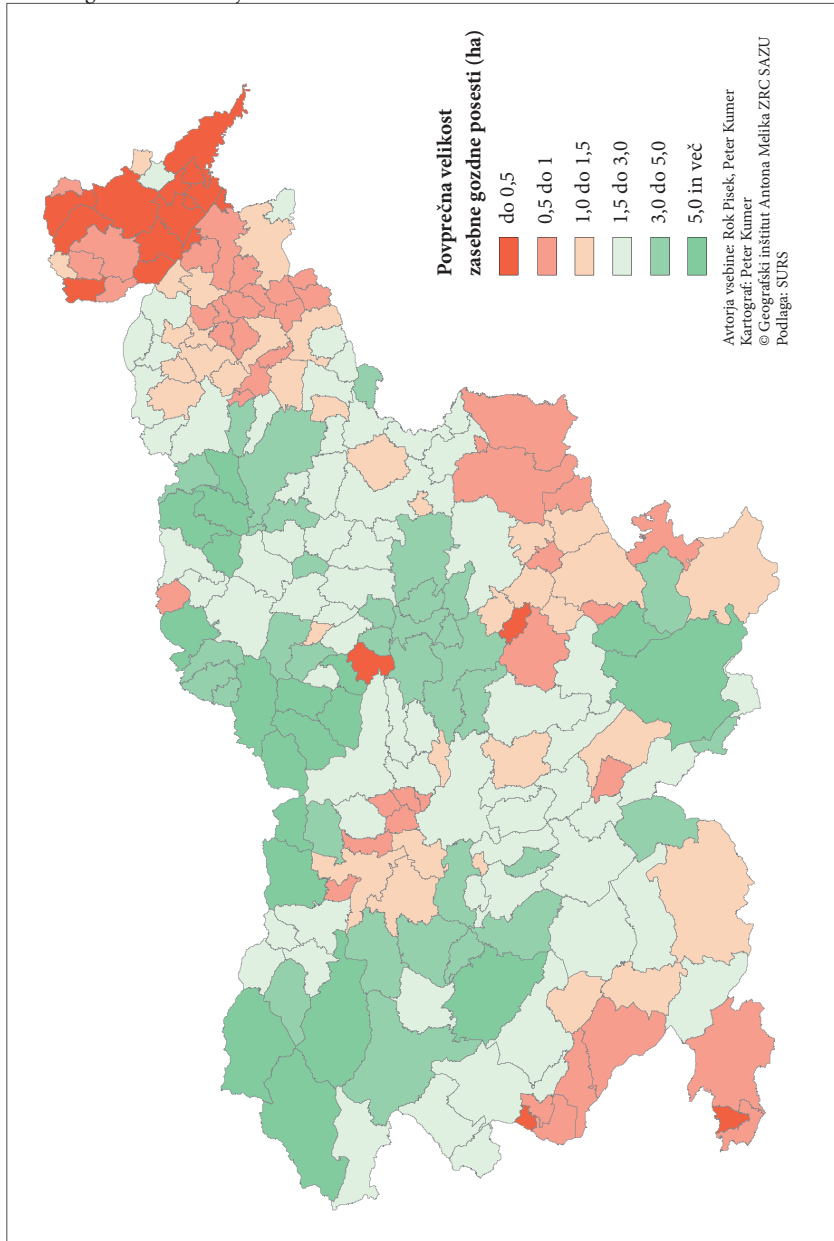 Povprečna velikost
zasebne gozdne posesti (ha)
do 0,5
0,5 do 1
1,0 do 1,5
1,5 do 3,0
3,0 do 5,0
5,0 in več
Avtorja vsebine: Rok Pisek, Peter Kumer
Kartograf: Peter Kumer
© Geografski inštitut Antona Melika ZRC SAZU
Podlaga: SURS